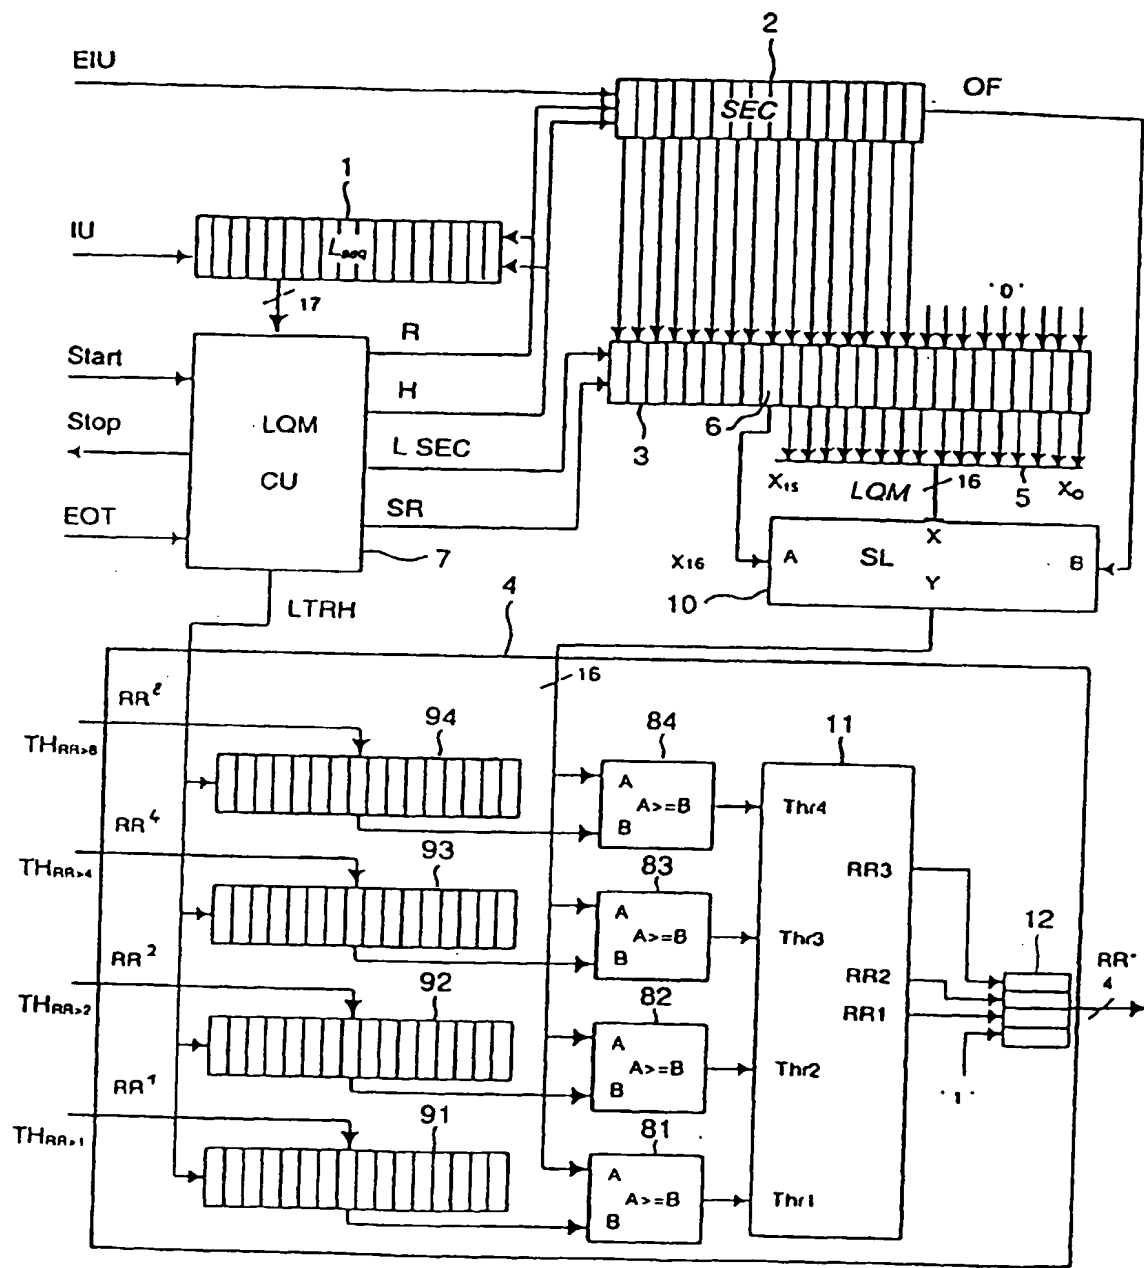 2
EIU
OF
SEC
1
IU
Lseq
17
'0'
R
Start
H
LQM
6
Stop
3
L SEC
CU
X15
LQM
16
5
X0
SR
EOT
X
7
X16
A
SL
B
Y
10
LTRH
4
16
RR
94
84
11
THRR>8
A
A>=B
Thr4
B
RR4
93
83
THRR>4
A
RR3
A>=B
Thr3
12
B
RR2
RR*
4
92
82
RR2
THRR>2
A
RR1
A>=B
Thr2
B
RR1
'1'
91
81
THRR>1
A
A>=B
Thr1
B